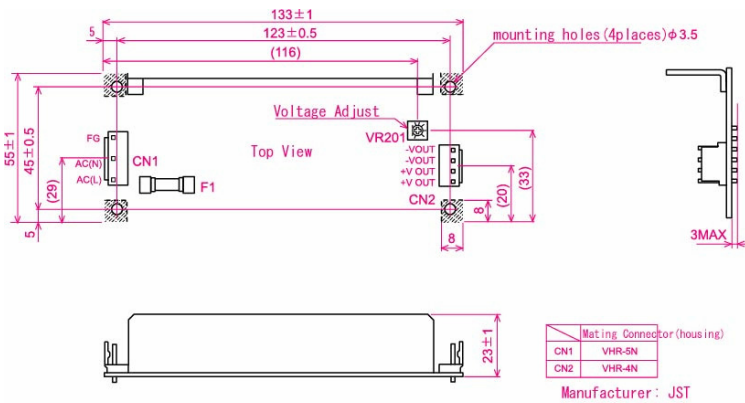 133±1
5
123±0.5
mounting holes(4places)φ3.5
(116)
Voltage Adjust
VR201
Top View
55±1
45±0.5
FG
AC(N)
AC(L)
CN1
(29)
F1
-VOUT
-VOUT
+V OUT
+V OUT
CN2
(33)
(20)
8
8
5
3MAX
23±1
Mating Connector(housing)
CN1 VHR-5N
CN2 VHR-4N
Manufacturer: JST